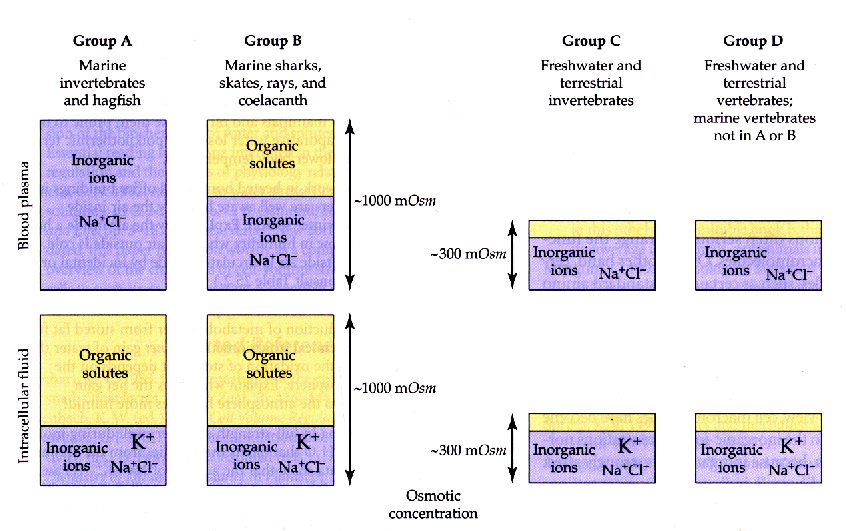 Group A
Marine
invertebrates
and hagfish
Group B
Marine sharks,
skates, rays, and
coelacanth
Group C
Freshwater and
terrestrial
invertebrates
Group D
Freshwater and
terrestrial
vertebrates;
marine vertebrates
not in A or B
Blood plasma
Inorganic
ions
Na⁺Cl⁻
Organic
solutes
Inorganic
ions
Na⁺Cl⁻
~1000 mOsm
~300 mOsm
Inorganic
ions Na⁺Cl⁻
Inorganic
ions Na⁺Cl⁻
Intracellular fluid
Organic
solutes
Inorganic K⁺
ions Na⁺Cl⁻
Organic
solutes
Inorganic K⁺
ions Na⁺Cl⁻
~1000 mOsm
~300 mOsm
Inorganic K⁺
ions Na⁺Cl⁻
Inorganic K⁺
ions Na⁺Cl⁻
Osmotic
concentration